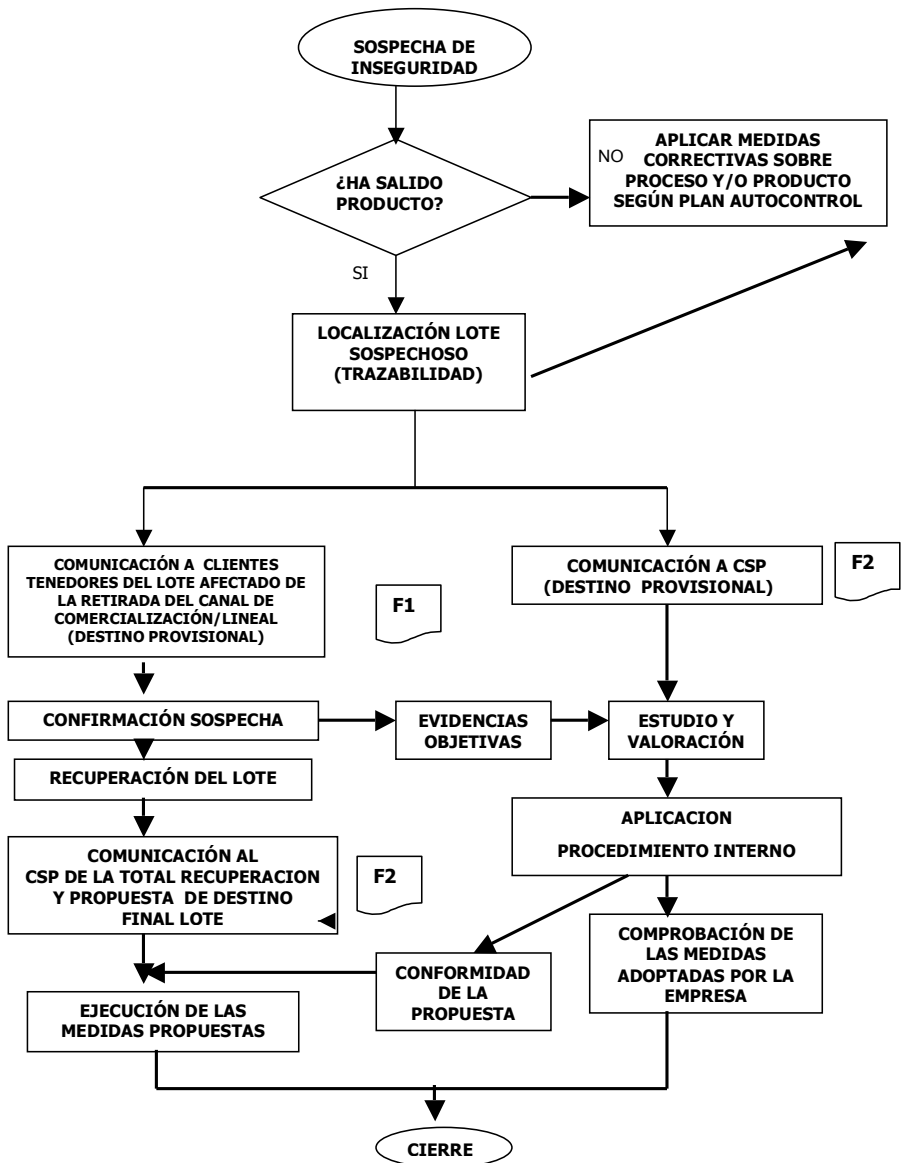 SOSPECHA DE
INSEGURIDAD
¿HA SALIDO
PRODUCTO?
NO
APLICAR MEDIDAS
CORRECTIVAS SOBRE
PROCESO Y/O PRODUCTO
SEGÚN PLAN AUTOCONTROL
SI
LOCALIZACIÓN LOTE
SOSPECHOSO
(TRAZABILIDAD)
COMUNICACIÓN A CLIENTES
TENEDORES DEL LOTE AFECTADO DE
LA RETIRADA DEL CANAL DE
COMERCIALIZACIÓN/LINEAL
(DESTINO PROVISIONAL)
F1
COMUNICACIÓN A CSP
(DESTINO PROVISIONAL)
F2
CONFIRMACIÓN SOSPECHA
EVIDENCIAS
OBJETIVAS
ESTUDIO Y
VALORACIÓN
RECUPERACIÓN DEL LOTE
APLICACION
PROCEDIMIENTO INTERNO
COMUNICACIÓN AL
CSP DE LA TOTAL RECUPERACION
Y PROPUESTA DE DESTINO
FINAL LOTE
F2
CONFORMIDAD
DE LA
PROPUESTA
COMPROBACIÓN DE
LAS MEDIDAS
ADOPTADAS POR LA
EMPRESA
EJECUCIÓN DE LAS
MEDIDAS PROPUESTAS
CIERRE